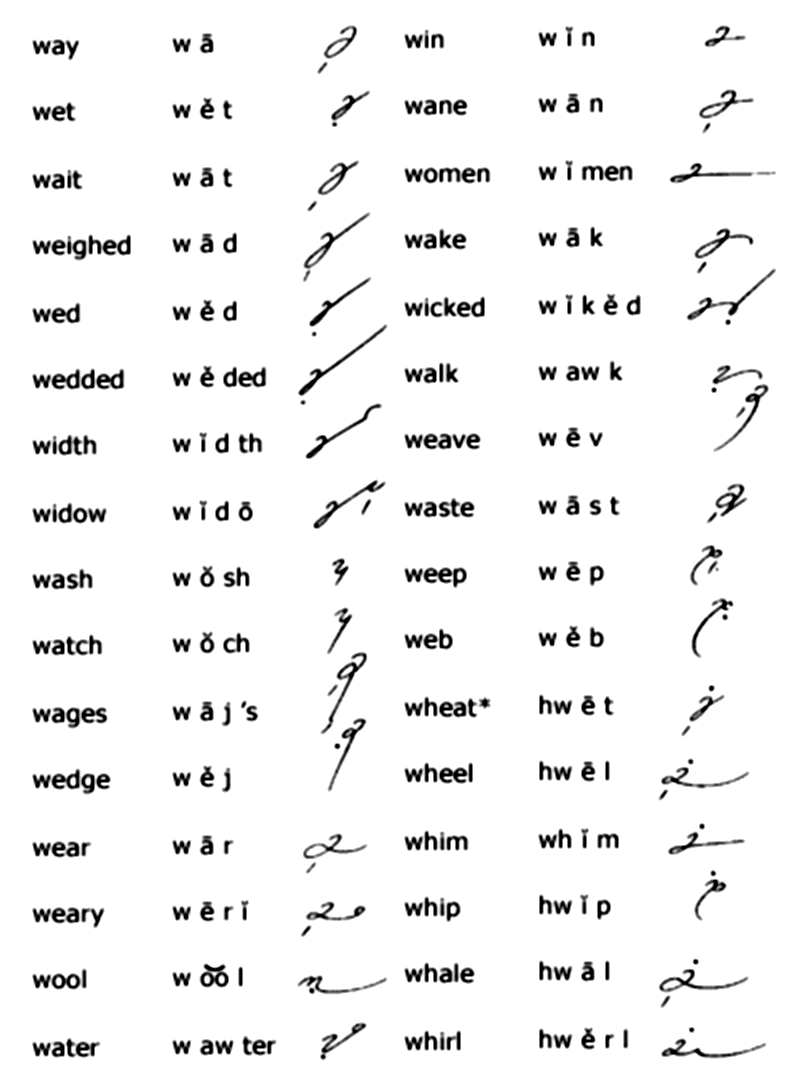 way w ā win w ĭ n
wet w ĕ t wane w ā n
wait w ā t women w ĭ men
weighed w ā d wake w ā k
wed w ĕ d wicked w ĭ k ĕ d
wedded w ĕ ded walk w aw k
width w ĭ d th weave w ē v
widow w ĭ d ō waste w ā s t
wash w ŏ sh weep w ē p
watch w ŏ ch web w ĕ b
wages w ā j 's wheat* hw ē t
wedge w ĕ j wheel hw ē l
wear w ā r whim wh ĭ m
weary w ē r ĭ whip hw ĭ p
wool w o͝o l whale hw ā l
water w aw ter whirl hw ĕ r l